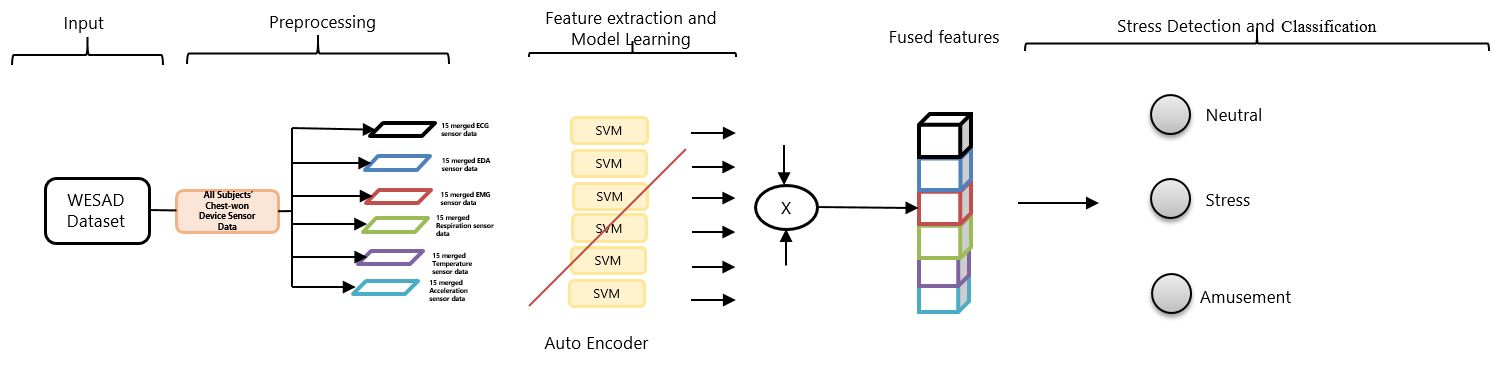 Input
Preprocessing
Feature extraction and
Model Learning
Fused features
Stress Detection and Classification
WESAD
Dataset
All Subjects'
Chest-won
Device Sensor
Data
15 merged ECG
sensor data
15 merged EDA
sensor data
15 merged EMG
sensor data
15 merged
Respiration sensor
data
15 merged
Temperature
sensor data
15 merged
Acceleration
sensor data
SVM
SVM
SVM
SVM
SVM
SVM
Auto Encoder
X
Neutral
Stress
Amusement